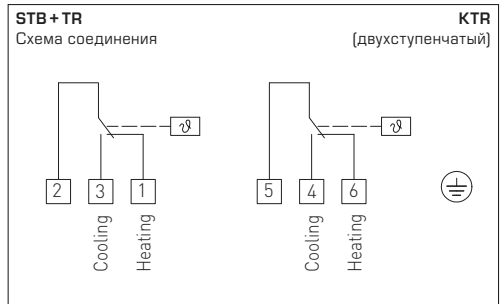 STB+TR KTR
Схема соединения (двухступенчатый)
ϑ ϑ
2 3 1 5 4 6
Cooling Heating Cooling Heating